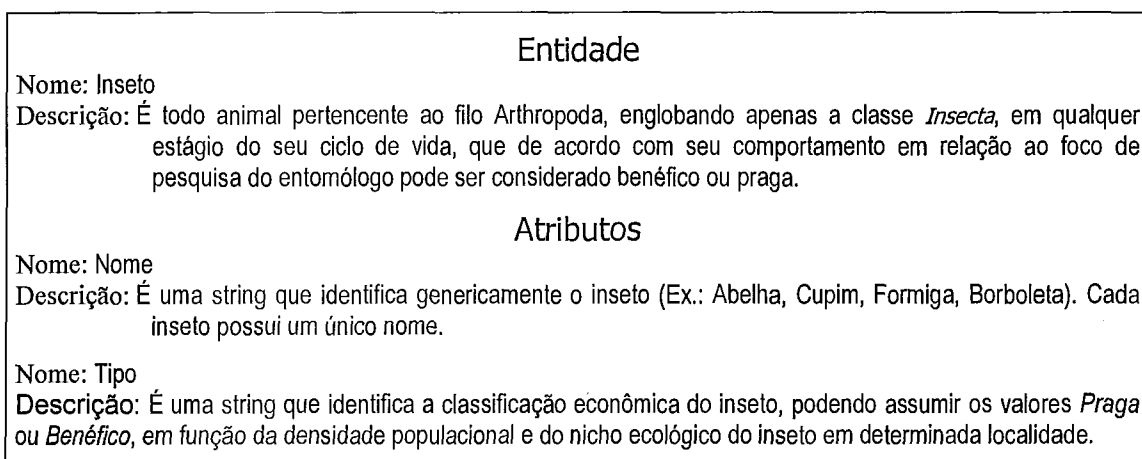 Entidade
Nome: Inseto
Descrição: É todo animal pertencente ao filo Arthropoda, englobando apenas a classe Insecta, em qualquer
estágio do seu ciclo de vida, que de acordo com seu comportamento em relação ao foco de
pesquisa do entomólogo pode ser considerado benéfico ou praga.
Atributos
Nome: Nome
Descrição: É uma string que identifica genericamente o inseto (Ex.: Abelha, Cupim, Formiga, Borboleta). Cada
inseto possui um único nome.
Nome: Tipo
Descrição: É uma string que identifica a classificação econômica do inseto, podendo assumir os valores Praga
ou Benéfico, em função da densidade populacional e do nicho ecológico do inseto em determinada localidade.